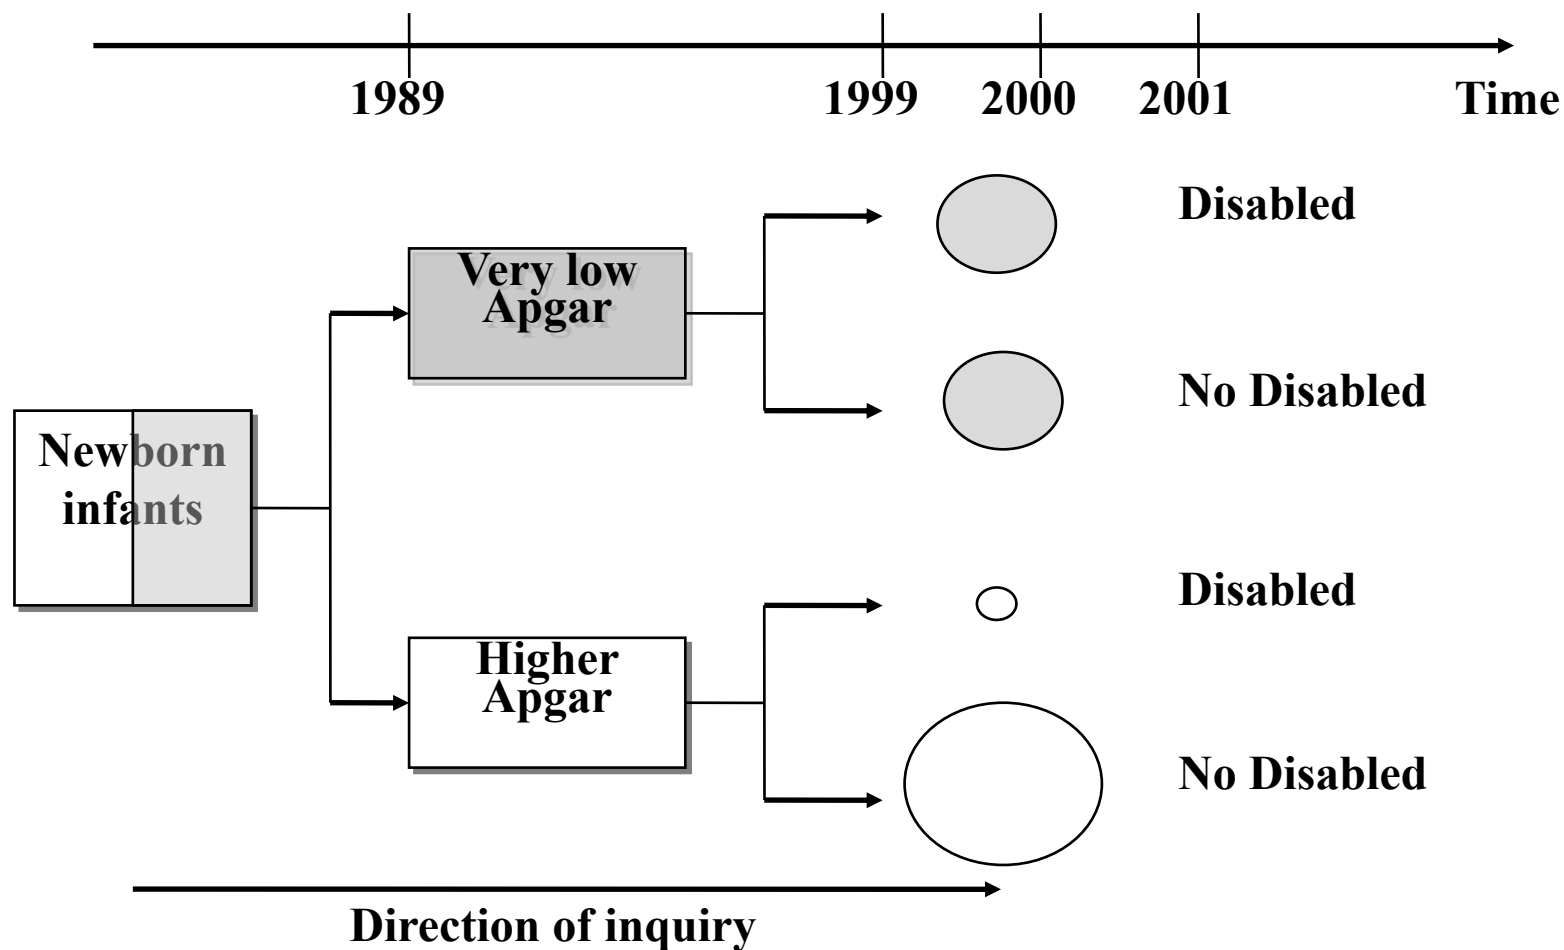 1989 1999 2000 2001 Time
Disabled
Very low
Apgar
No Disabled
Newborn
infants
Disabled
Higher
Apgar
No Disabled
Direction of inquiry